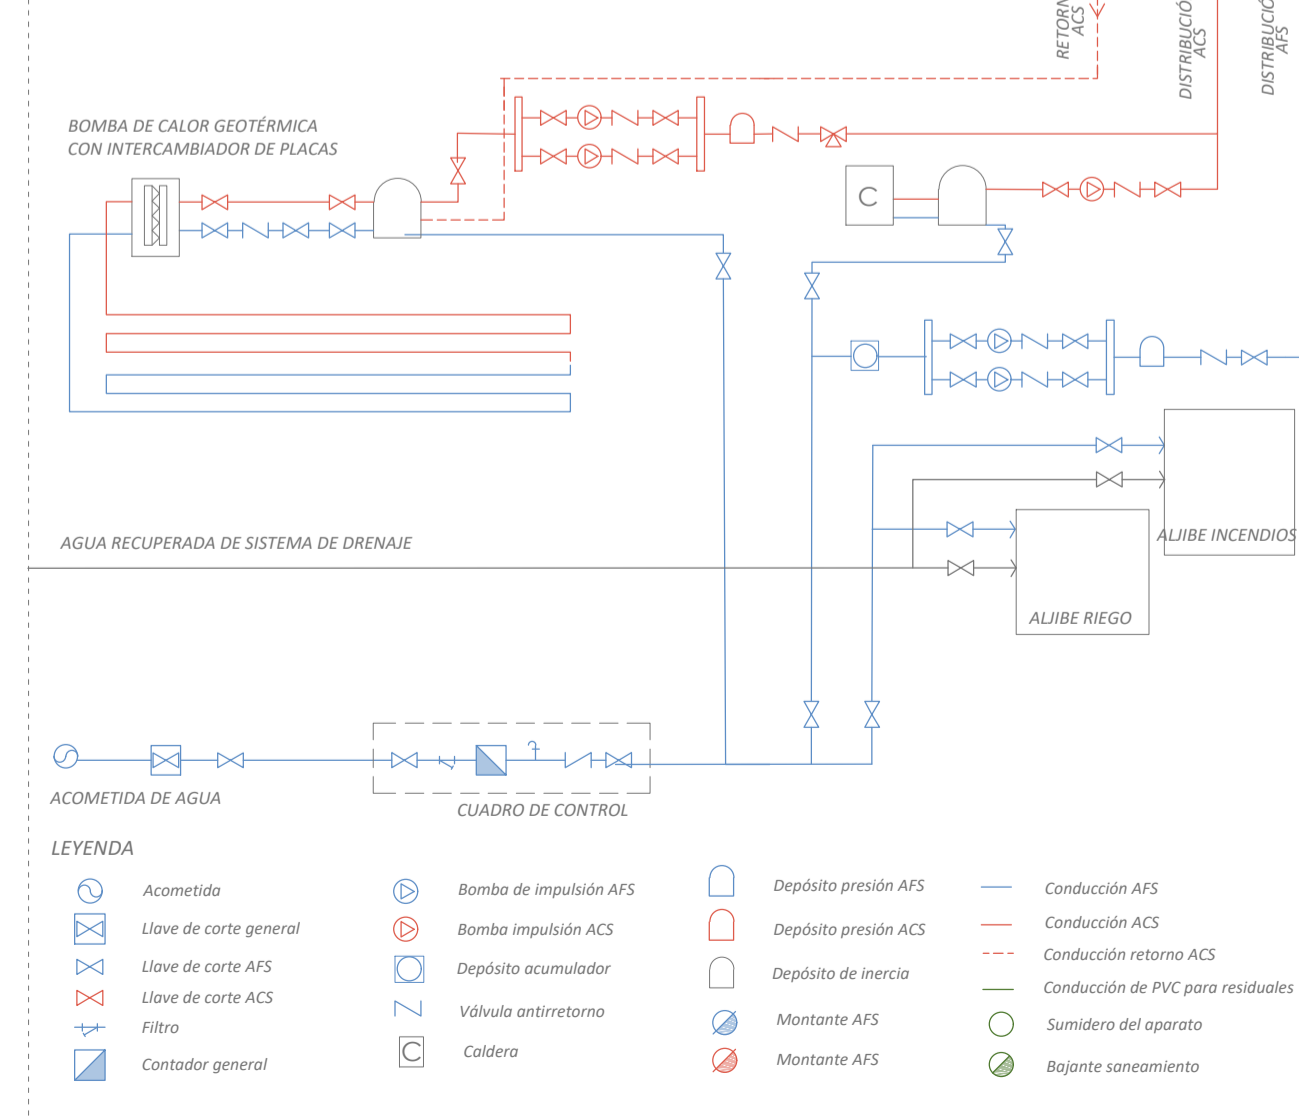 RETORN
ACS
DISTRIBUCIÓ
ACS
DISTRIBUCIÓ
AFS
BOMBA DE CALOR GEOTÉRMICA
CON INTERCAMBIADOR DE PLACAS
C
ALJIBE INCENDIOS
AGUA RECUPERADA DE SISTEMA DE DRENAJE
ALJIBE RIEGO
ACOMETIDA DE AGUA
CUADRO DE CONTROL
LEYENDA
Acometida
Llave de corte general
Llave de corte AFS
Llave de corte ACS
Filtro
Contador general
Bomba de impulsión AFS
Bomba impulsión ACS
Depósito acumulador
Válvula antirretorno
C
Caldera
Depósito presión AFS
Depósito presión ACS
Depósito de inercia
Montante AFS
Montante AFS
Conducción AFS
Conducción ACS
Conducción retorno ACS
Conducción de PVC para residuales
Sumidero del aparato
Bajante saneamiento